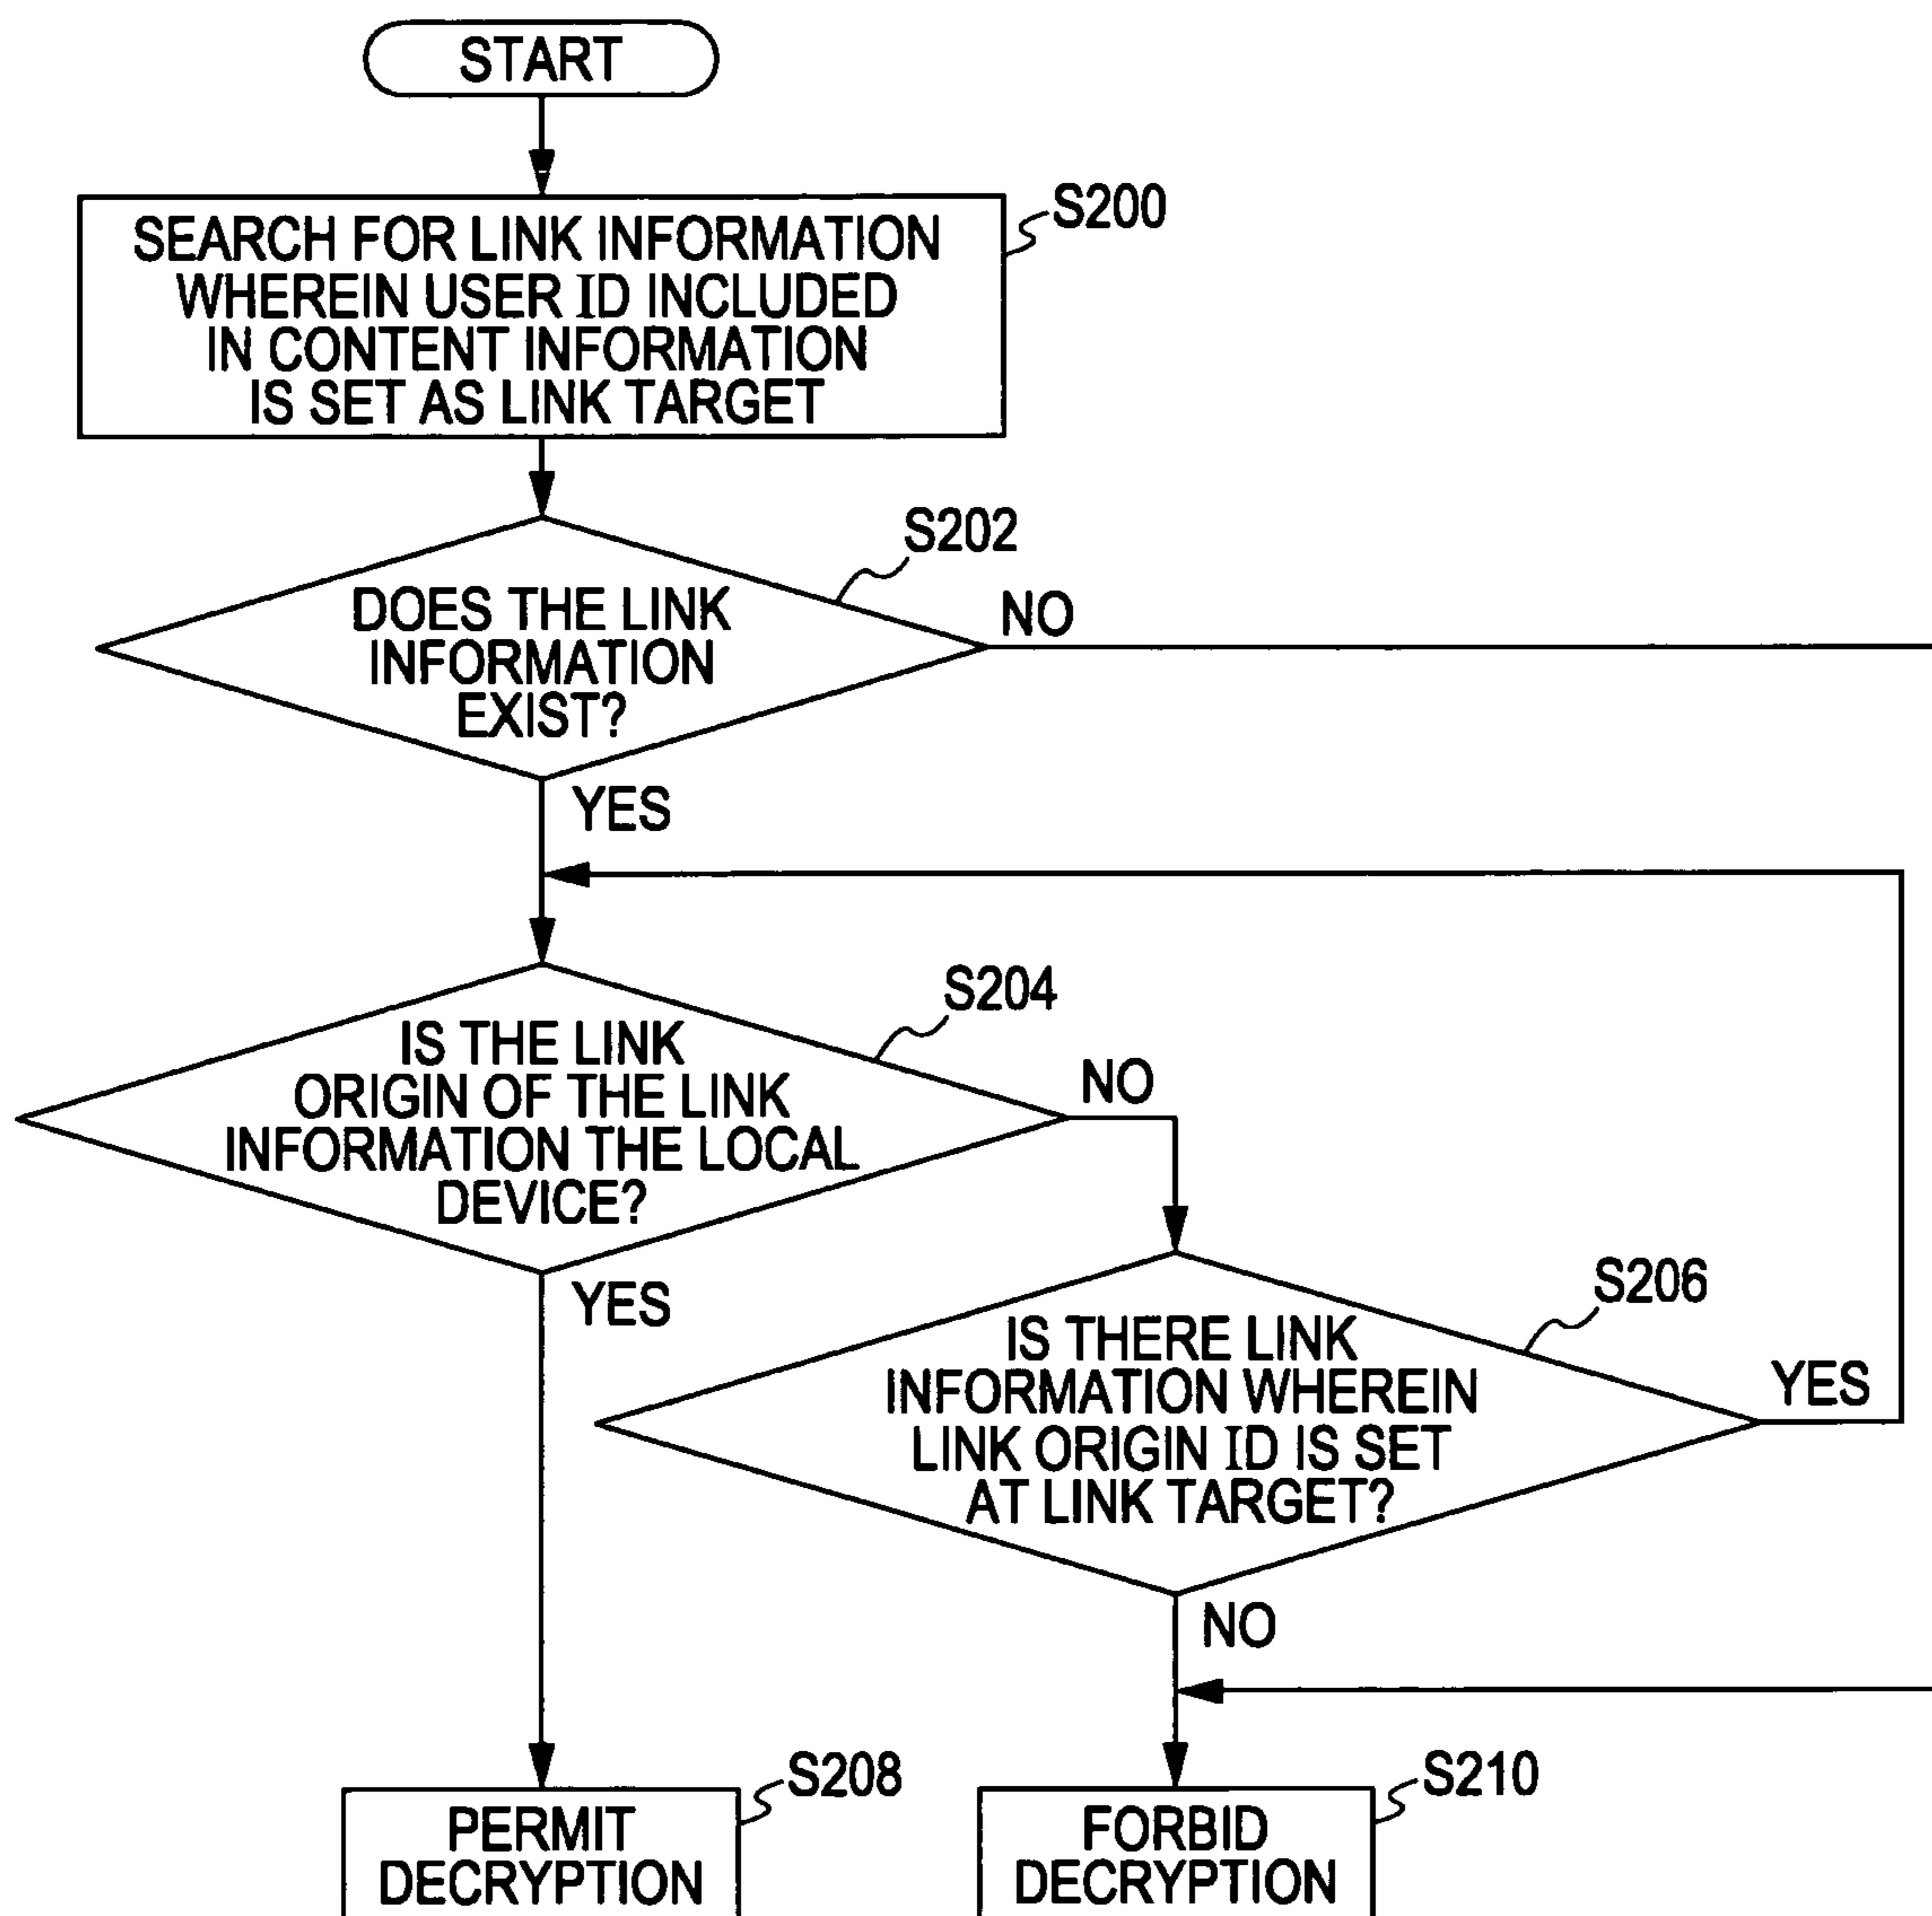 START
S200
SEARCH FOR LINK INFORMATION
WHEREIN USER ID INCLUDED
IN CONTENT INFORMATION
IS SET AS LINK TARGET
S202
DOES THE LINK
INFORMATION
EXIST?
NO
YES
S204
IS THE LINK
ORIGIN OF THE LINK
INFORMATION THE LOCAL
DEVICE?
NO
YES
S206
IS THERE LINK
INFORMATION WHEREIN
LINK ORIGIN ID IS SET
AT LINK TARGET?
YES
NO
S208
PERMIT
DECRYPTION
S210
FORBID
DECRYPTION